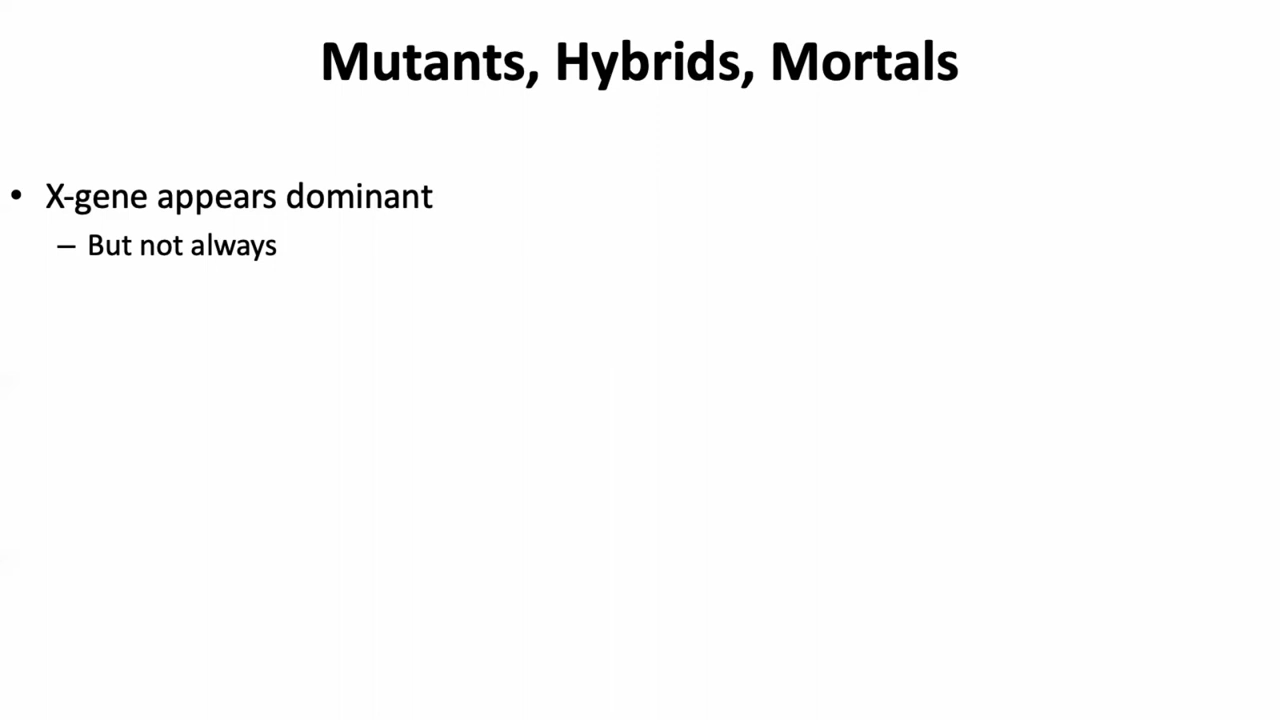 Mutants, Hybrids, Mortals
• X-gene appears dominant
– But not always